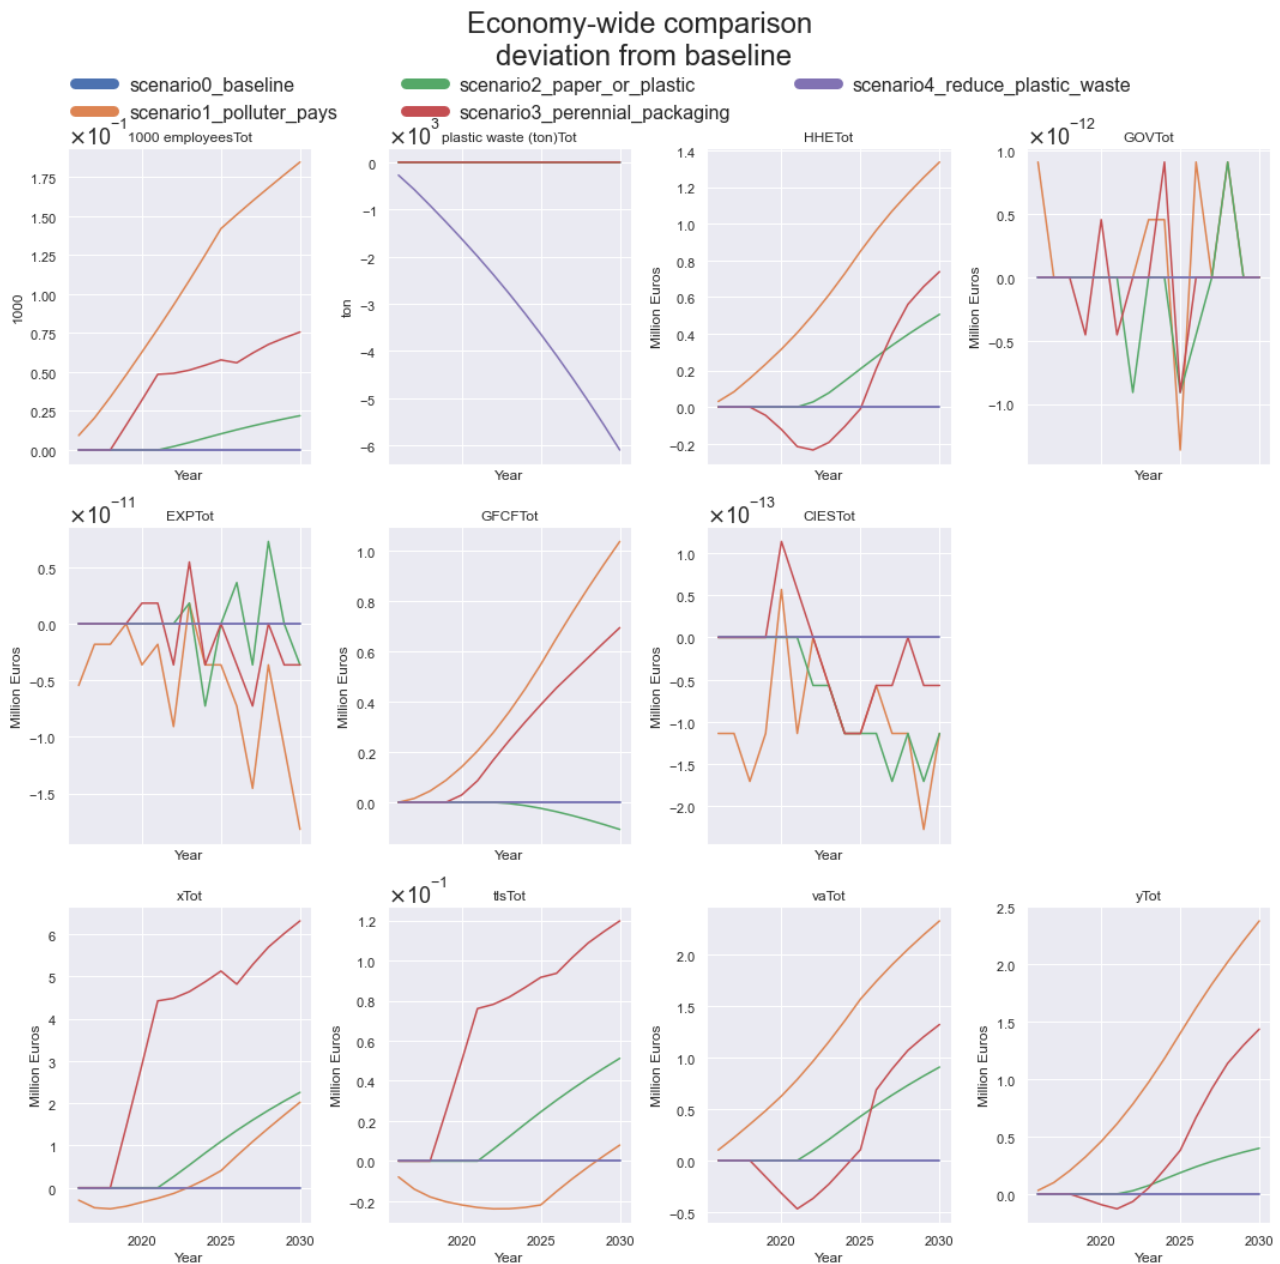 Economy-wide comparison
deviation from baseline
scenario0_baseline
scenario2_paper_or_plastic
scenario4_reduce_plastic_waste
scenario1_polluter_pays
scenario3_perennial_packaging
×10⁻¹
1000 employeesTot
1.75
1.50
1.25
1.00
0.75
0.50
0.25
0.00
1000
Year
×10³
plastic waste (ton)Tot
0
−1
−2
−3
−4
−5
−6
ton
Year
HHETot
1.4
1.2
1.0
0.8
0.6
0.4
0.2
0.0
−0.2
Million Euros
Year
×10⁻¹²
GOVTot
1.0
0.5
0.0
−0.5
−1.0
Million Euros
Year
×10⁻¹¹
EXPTot
0.5
0.0
−0.5
−1.0
−1.5
Million Euros
Year
GFCFTot
1.0
0.8
0.6
0.4
0.2
0.0
Million Euros
Year
×10⁻¹³
CIESTot
1.0
0.5
0.0
−0.5
−1.0
−1.5
−2.0
Million Euros
Year
xTot
6
5
4
3
2
1
0
Million Euros
2020 2025 2030
Year
×10⁻¹
tlsTot
1.2
1.0
0.8
0.6
0.4
0.2
0.0
−0.2
Million Euros
2020 2025 2030
Year
vaTot
2.0
1.5
1.0
0.5
0.0
−0.5
Million Euros
2020 2025 2030
Year
yTot
2.5
2.0
1.5
1.0
0.5
0.0
Million Euros
2020 2025 2030
Year